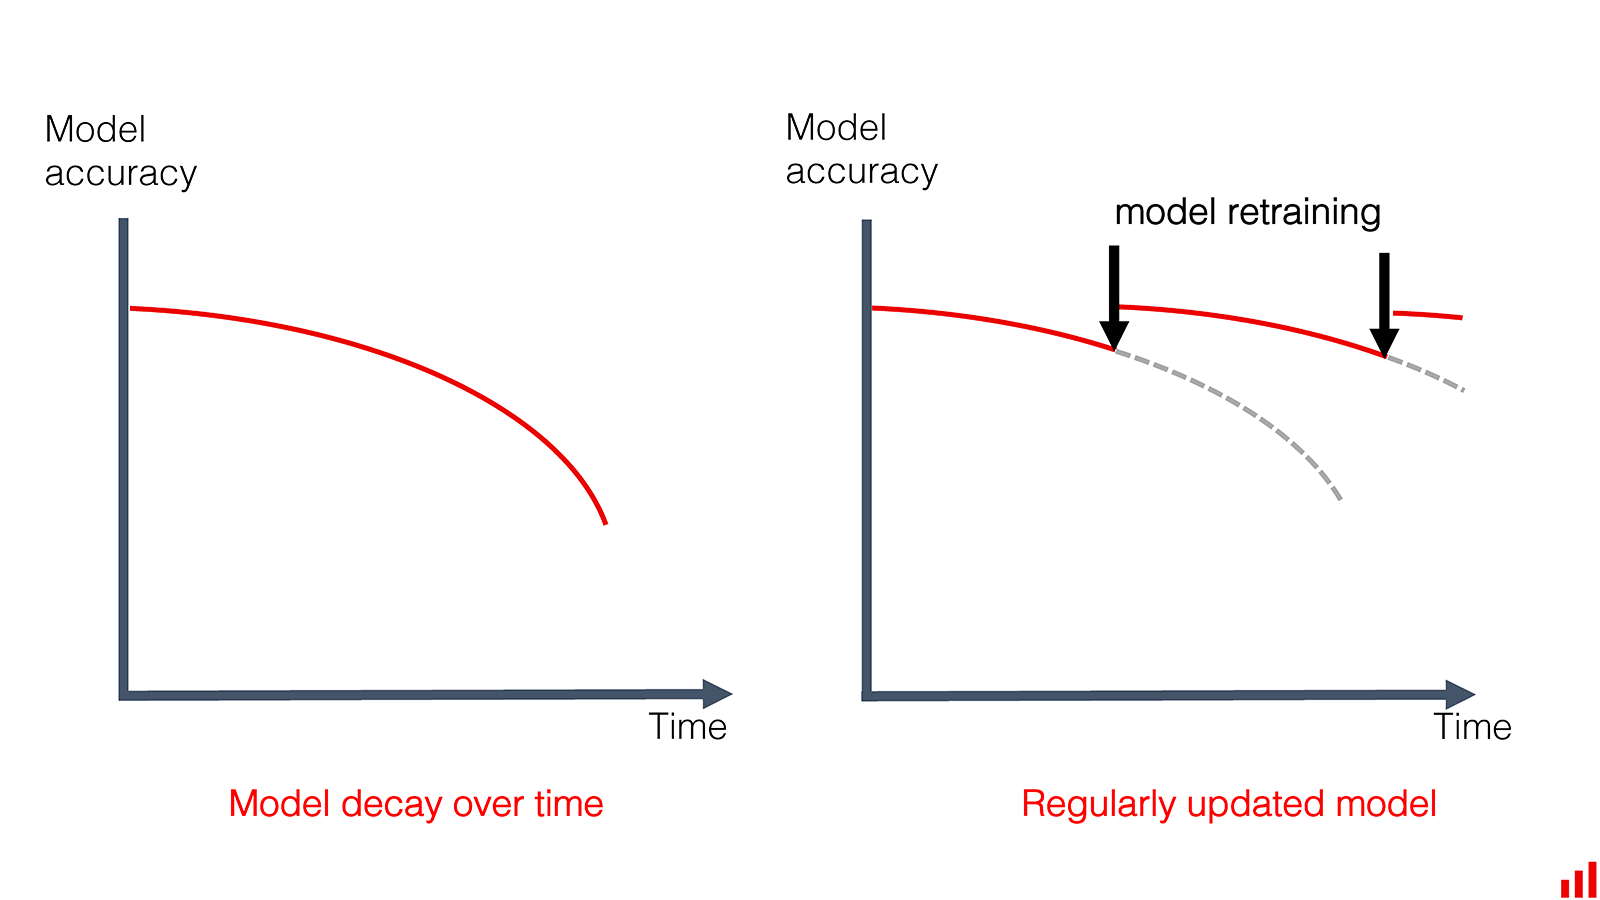 Model
accuracy
Time
Model decay over time
Model
accuracy
model retraining
Time
Regularly updated model